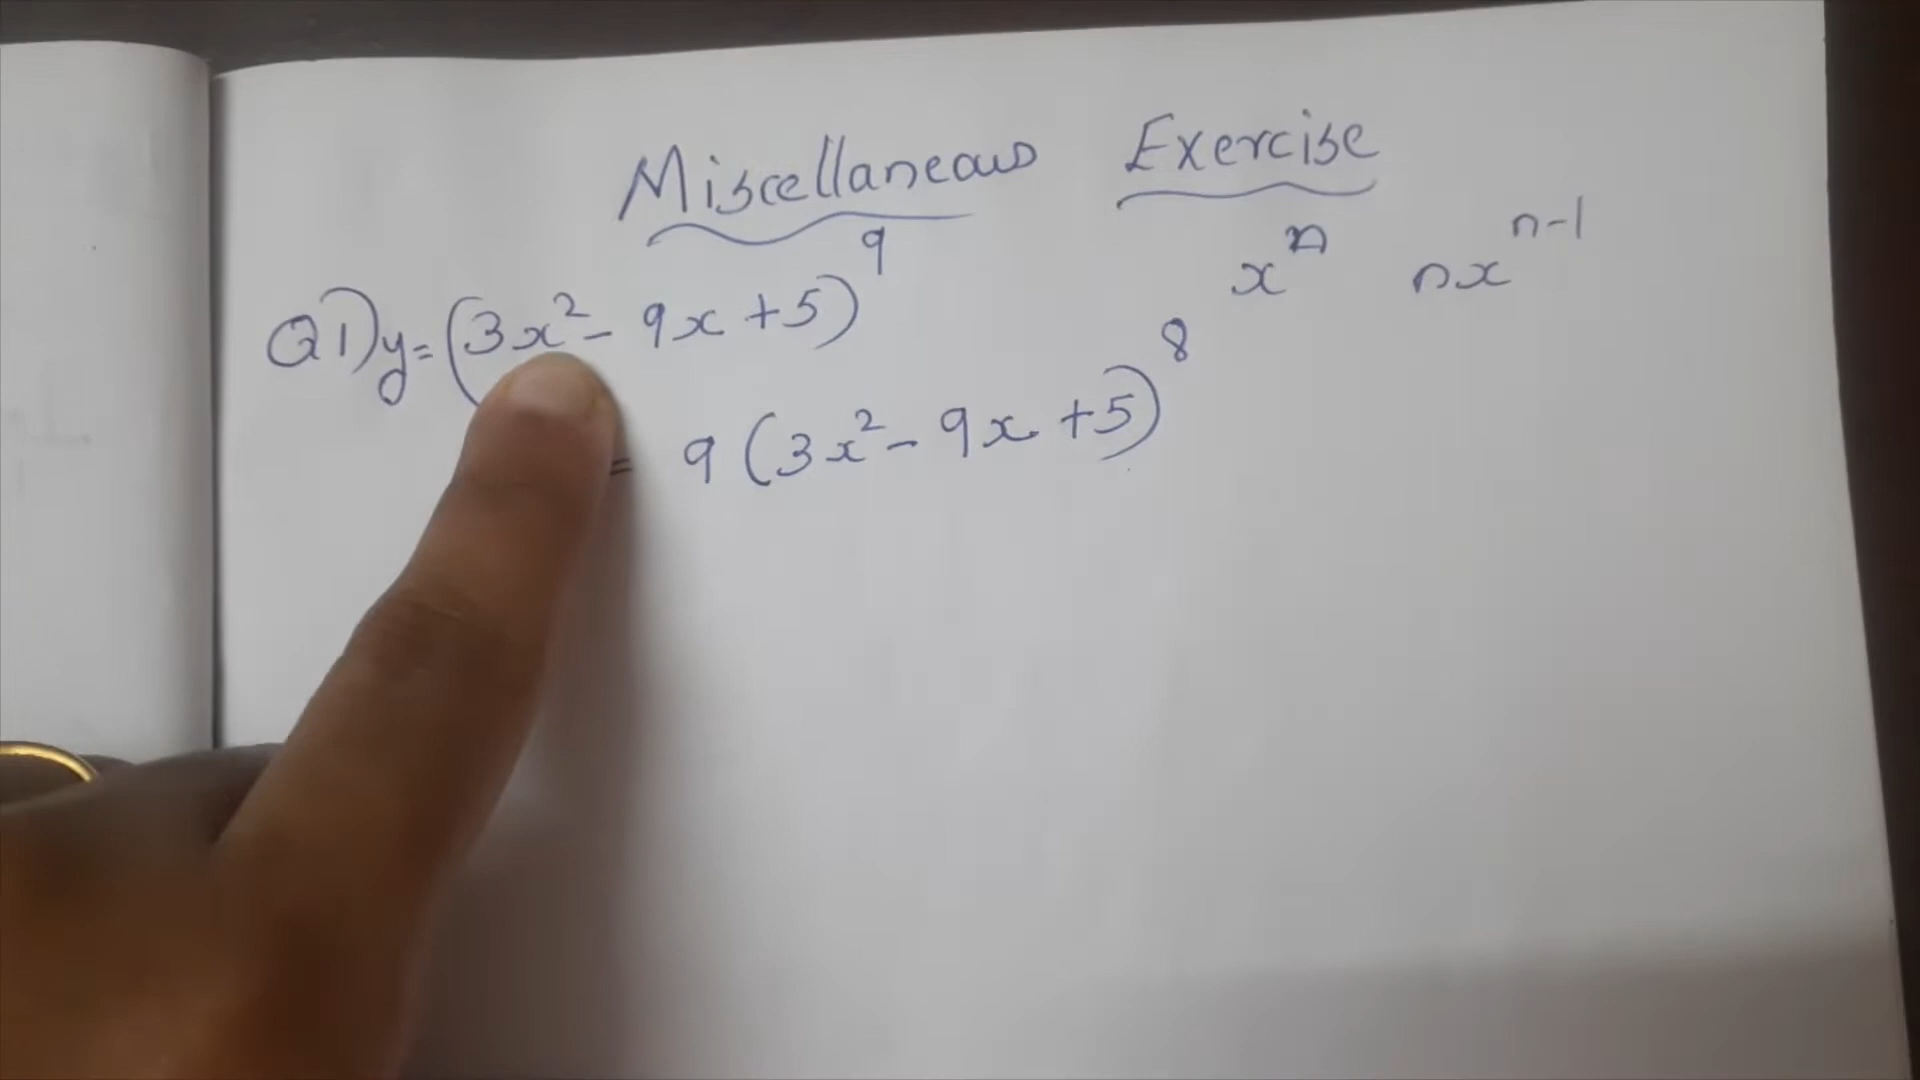 Miscellaneous Exercise
Q1) y = (3x² - 9x + 5)⁹
xⁿ nxⁿ⁻¹
= 9 (3x² - 9x + 5)⁸